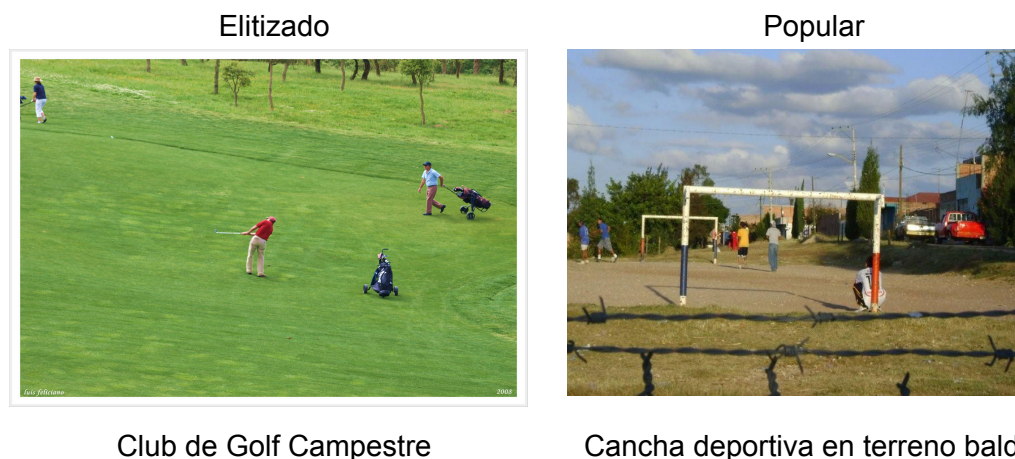 Elitizado
Popular
luis feliciano
2008
Club de Golf Campestre
Cancha deportiva en terreno bald